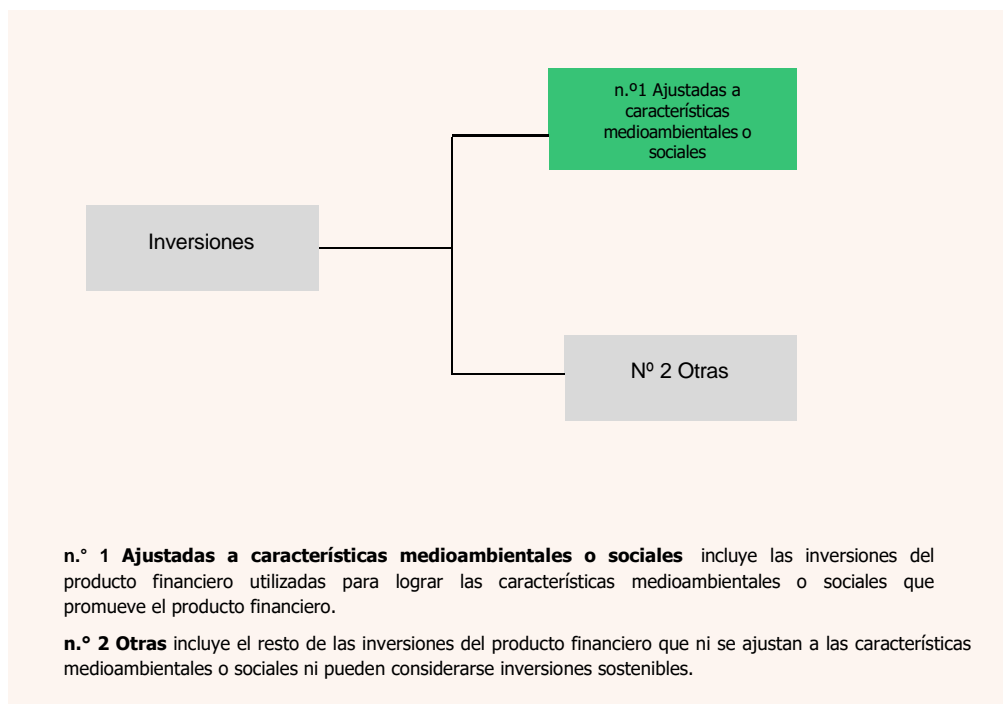 n.º1 Ajustadas a
características
medioambientales o
sociales
Inversiones
Nº 2 Otras
n.° 1 Ajustadas a características medioambientales o sociales incluye las inversiones del
producto financiero utilizadas para lograr las características medioambientales o sociales que
promueve el producto financiero.
n.° 2 Otras incluye el resto de las inversiones del producto financiero que ni se ajustan a las características
medioambientales o sociales ni pueden considerarse inversiones sostenibles.